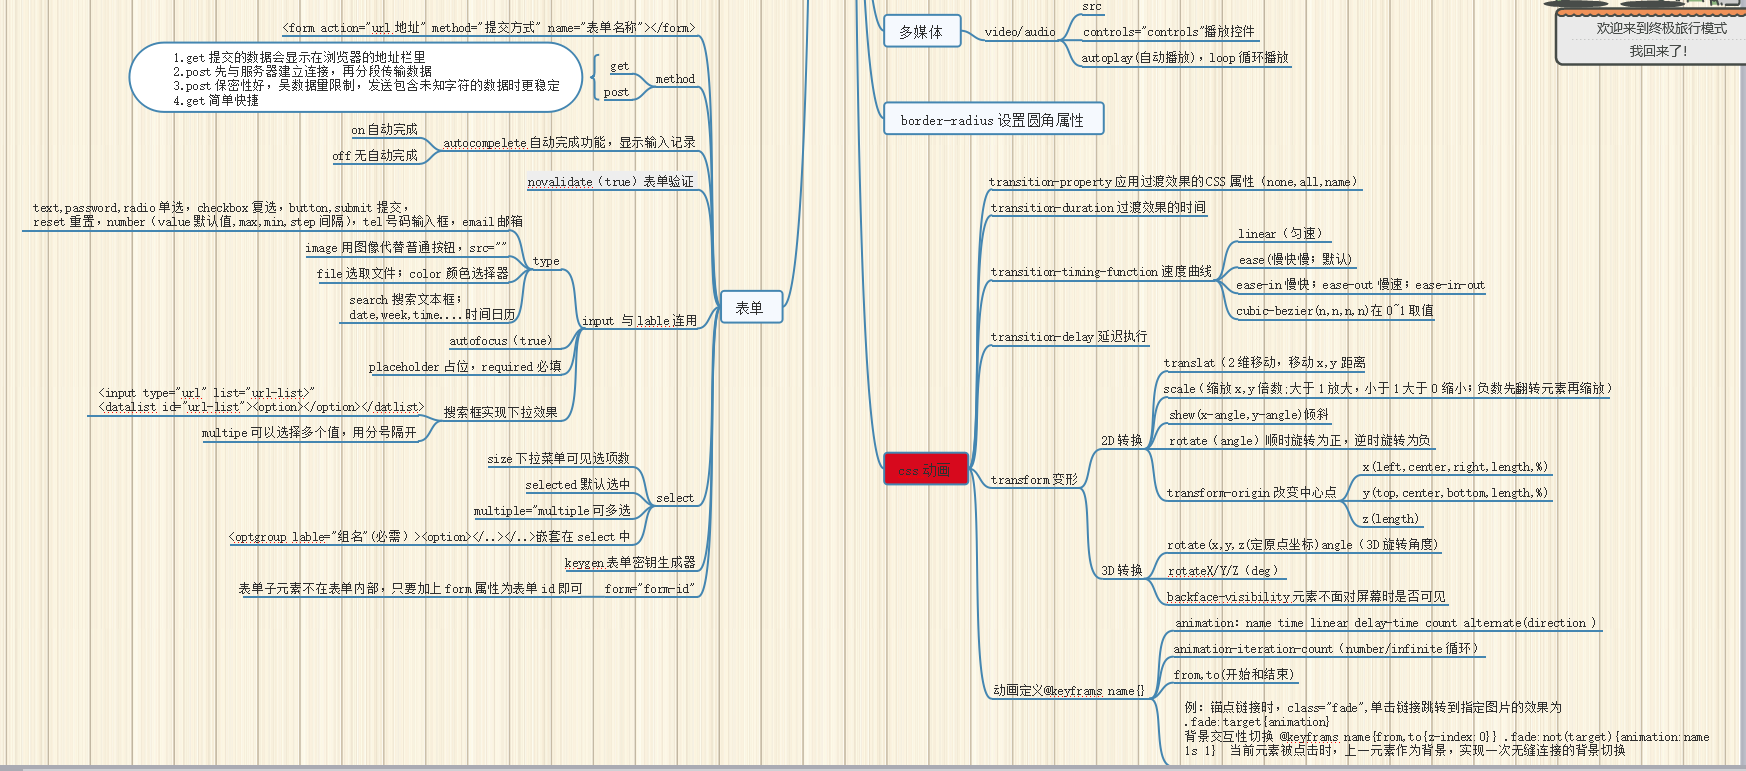 <form action="url 地址" method="提交方式" name="表单名称"></form>
1.get 提交的数据会显示在浏览器的地址栏里
2.post 先与服务器建立连接，再分段传输数据
3.post 保密性好，吴数据量限制，发送包含未知字符的数据时更稳定
4.get 简单快捷
get
post
method
on 自动完成
off 无自动完成
autocompelete 自动完成功能，显示输入记录
novalidate（true）表单验证
text,password,radio 单选，checkbox 复选，button,submit 提交，
reset 重置，number（value 默认值,max,min,step 间隔），tel 号码输入框，email 邮箱
image 用图像代替普通按钮，src=""
file 选取文件；color 颜色选择器
search 搜索文本框；
date,week,time....时间日历
type
input 与 lable 连用
autofocus（true）
placeholder 占位，required 必填
<input type="url" list="url-list>"
<datalist id="url-list"><option></option></datlist>
multipe 可以选择多个值，用分号隔开
搜索框实现下拉效果
size 下拉菜单可见选项数
selected 默认选中
multiple="multiple 可多选
<optgroup lable="组名"(必需）><option></..></..>嵌套在 select 中
select
keygen 表单密钥生成器
表单子元素不在表单内部，只要加上 form 属性为表单 id 即可 form="form-id"
表单
多媒体
video/audio
src
controls="controls"播放控件
autoplay(自动播放)，loop 循环播放
border-radius 设置圆角属性
css 动画
transition-property 应用过渡效果的 CSS 属性（none,all,name）
transition-duration 过渡效果的时间
transition-timing-function 速度曲线
linear（匀速）
ease(慢快慢；默认)
ease-in 慢快；ease-out 慢速；ease-in-out
cubic-bezier(n,n,n,n)在 0~1 取值
transition-delay 延迟执行
transform 变形
2D 转换
translat（2 维移动，移动 x,y 距离
scale（缩放 x,y 倍数;大于 1 放大，小于 1 大于 0 缩小；负数先翻转元素再缩放）
shew(x-angle,y-angle)倾斜
rotate（angle）顺时旋转为正，逆时旋转为负
transform-origin 改变中心点
x(left,center,right,length,%)
y(top,center,bottom,length,%)
z(length)
3D 转换
rotate(x,y,z(定原点坐标)angle（3D 旋转角度)
rotateX/Y/Z（deg）
backface-visibility 元素不面对屏幕时是否可见
动画定义@keyframs name{}
animation：name time linear delay-time count alternate(direction ）
animation-iteration-count（number/infinite 循环）
from,to(开始和结束)
例：锚点链接时，class="fade",单击链接跳转到指定图片的效果为
.fade:target{animation}
背景交互性切换 @keyframs name{from,to{z-index:0}} .fade:not(target){animation:name
1s 1} 当前元素被点击时，上一元素作为背景，实现一次无缝连接的背景切换
欢迎来到终极旅行模式
我回来了!